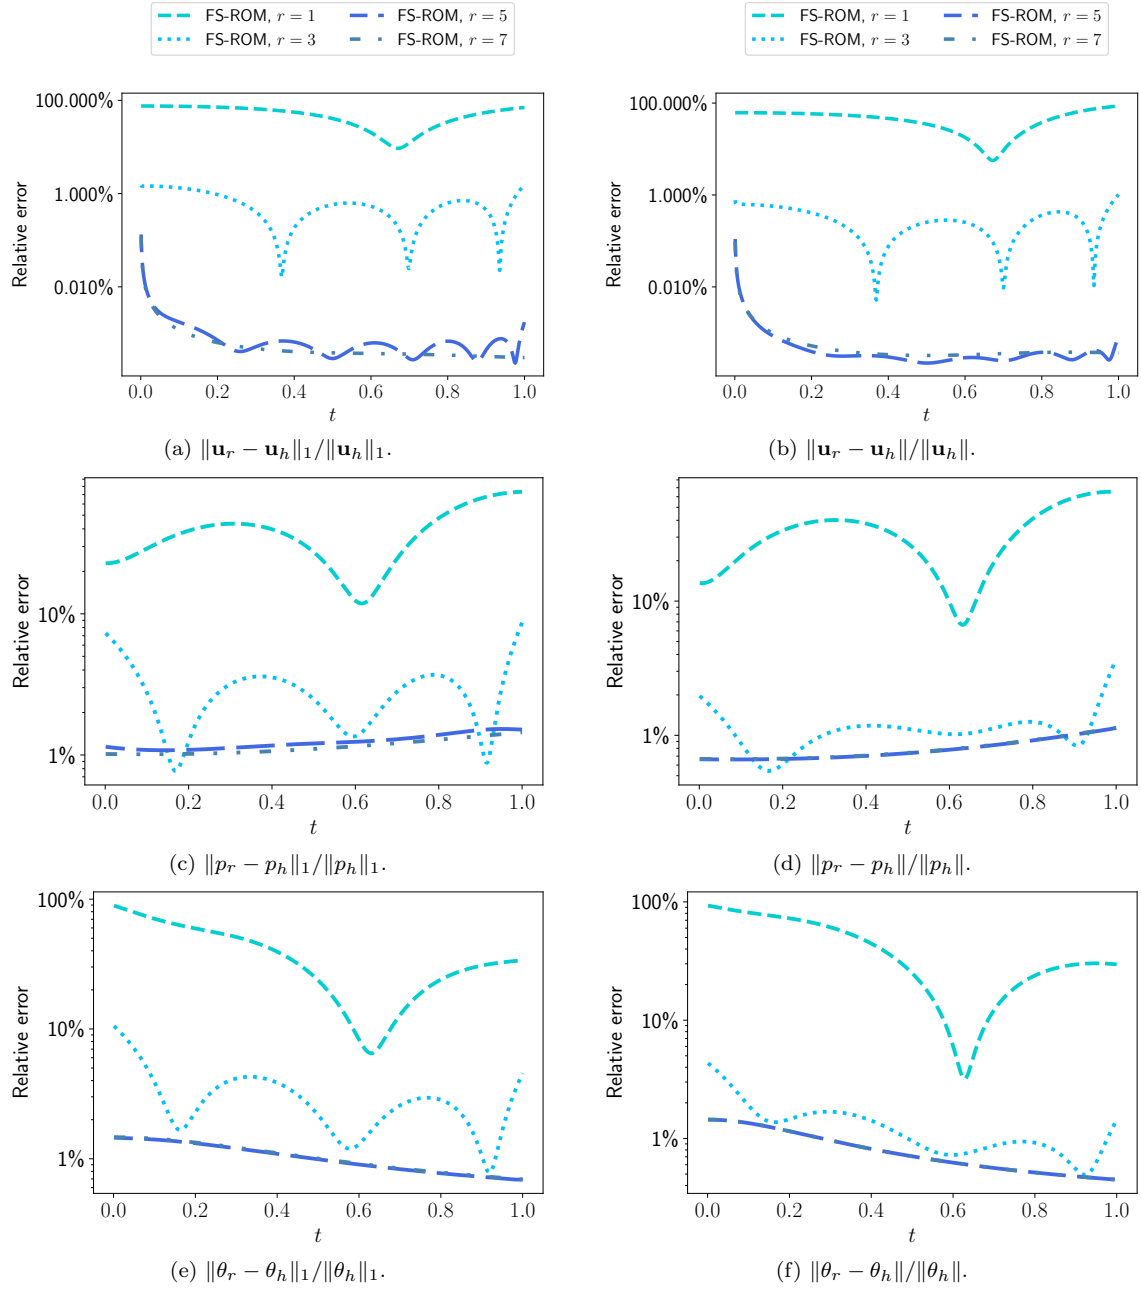 FS-ROM, r = 1 FS-ROM, r = 5
FS-ROM, r = 3 FS-ROM, r = 7
FS-ROM, r = 1 FS-ROM, r = 5
FS-ROM, r = 3 FS-ROM, r = 7
Relative error
100.000%
1.000%
0.010%
0.0 0.2 0.4 0.6 0.8 1.0
t
(a) ‖u_r − u_h‖₁/‖u_h‖₁.
Relative error
100.000%
1.000%
0.010%
0.0 0.2 0.4 0.6 0.8 1.0
t
(b) ‖u_r − u_h‖/‖u_h‖.
Relative error
10%
1%
0.0 0.2 0.4 0.6 0.8 1.0
t
(c) ‖p_r − p_h‖₁/‖p_h‖₁.
Relative error
10%
1%
0.0 0.2 0.4 0.6 0.8 1.0
t
(d) ‖p_r − p_h‖/‖p_h‖.
Relative error
100%
10%
1%
0.0 0.2 0.4 0.6 0.8 1.0
t
(e) ‖θ_r − θ_h‖₁/‖θ_h‖₁.
Relative error
100%
10%
1%
0.0 0.2 0.4 0.6 0.8 1.0
t
(f) ‖θ_r − θ_h‖/‖θ_h‖.